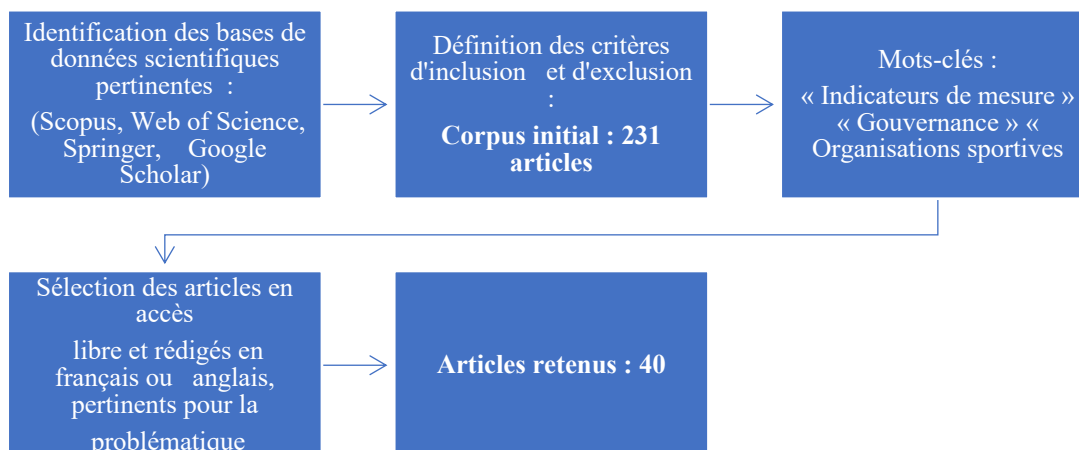 Identification des bases de
données scientifiques
pertinentes :
(Scopus, Web of Science,
Springer, Google
Scholar)
Définition des critères
d'inclusion et d'exclusion
:
Corpus initial : 231
articles
Mots-clés :
« Indicateurs de mesure »
« Gouvernance » «
Organisations sportives
Sélection des articles en
accès
libre et rédigés en
français ou anglais,
pertinents pour la
problématique
Articles retenus : 40